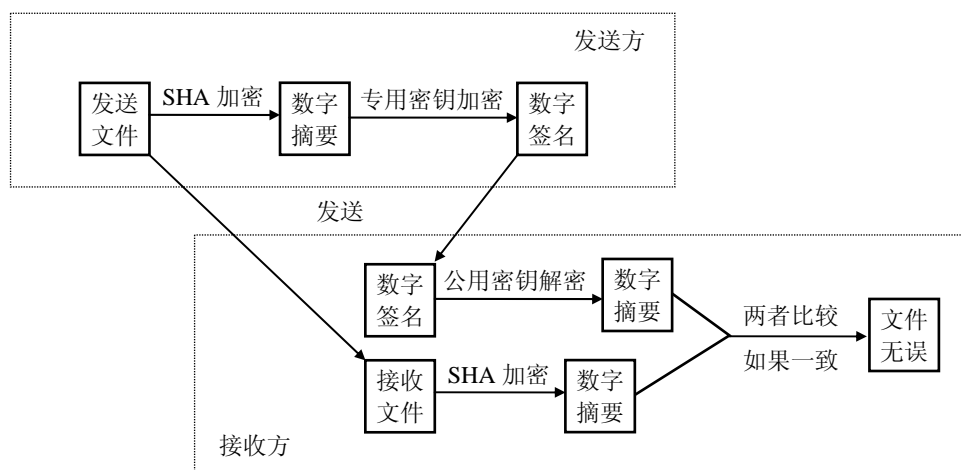 发送方
发送
文件
SHA 加密
数字
摘要
专用密钥加密
数字
签名
发送
数字
签名
公用密钥解密
数字
摘要
两者比较
如果一致
文件
无误
接收
文件
SHA 加密
数字
摘要
接收方